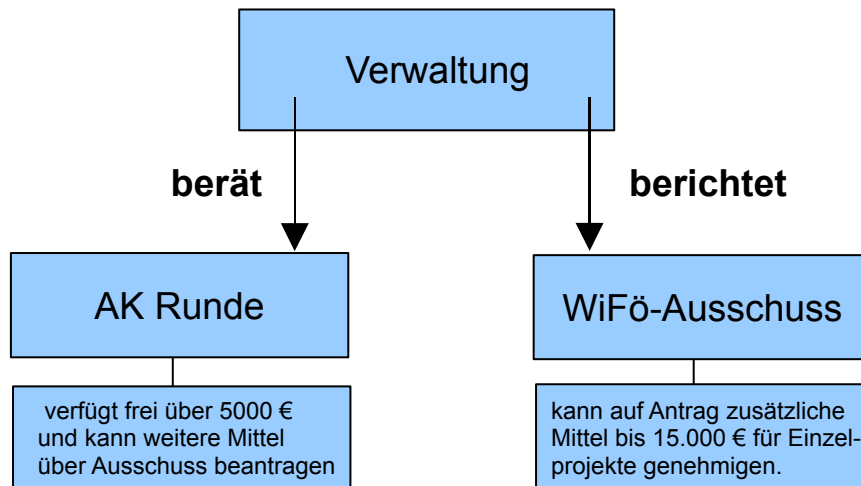 Verwaltung
berät
berichtet
AK Runde
WiFö-Ausschuss
verfügt frei über 5000 €
und kann weitere Mittel
über Ausschuss beantragen
kann auf Antrag zusätzliche
Mittel bis 15.000 € für Einzel-
projekte genehmigen.